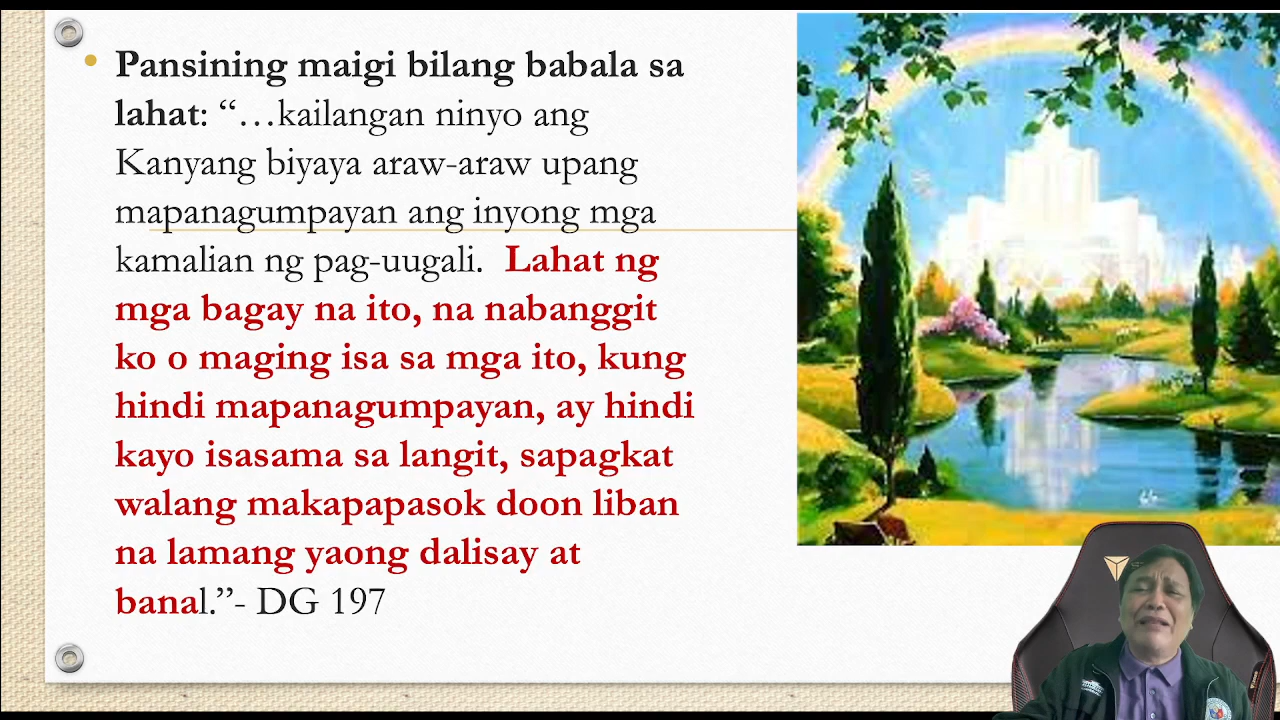 Pansining maigi bilang babala sa
lahat: “…kailangan ninyo ang
Kanyang biyaya araw-araw upang
mapanagumpayan ang inyong mga
kamalian ng pag-uugali. Lahat ng
mga bagay na ito, na nabanggit
ko o maging isa sa mga ito, kung
hindi mapanagumpayan, ay hindi
kayo isasama sa langit, sapagkat
walang makapapasok doon liban
na lamang yaong dalisay at
banal.”- DG 197